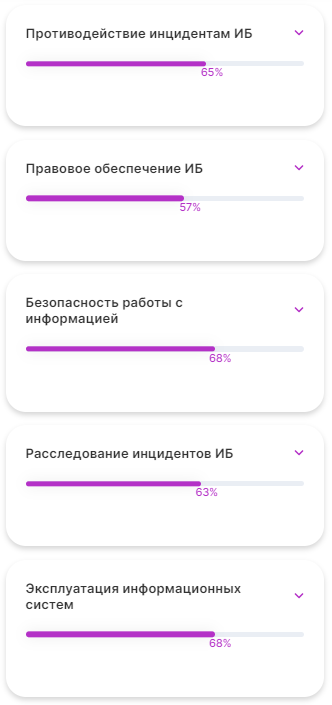 Противодействие инцидентам ИБ
65%
Правовое обеспечение ИБ
57%
Безопасность работы с
информацией
68%
Расследование инцидентов ИБ
63%
Эксплуатация информационных
систем
68%